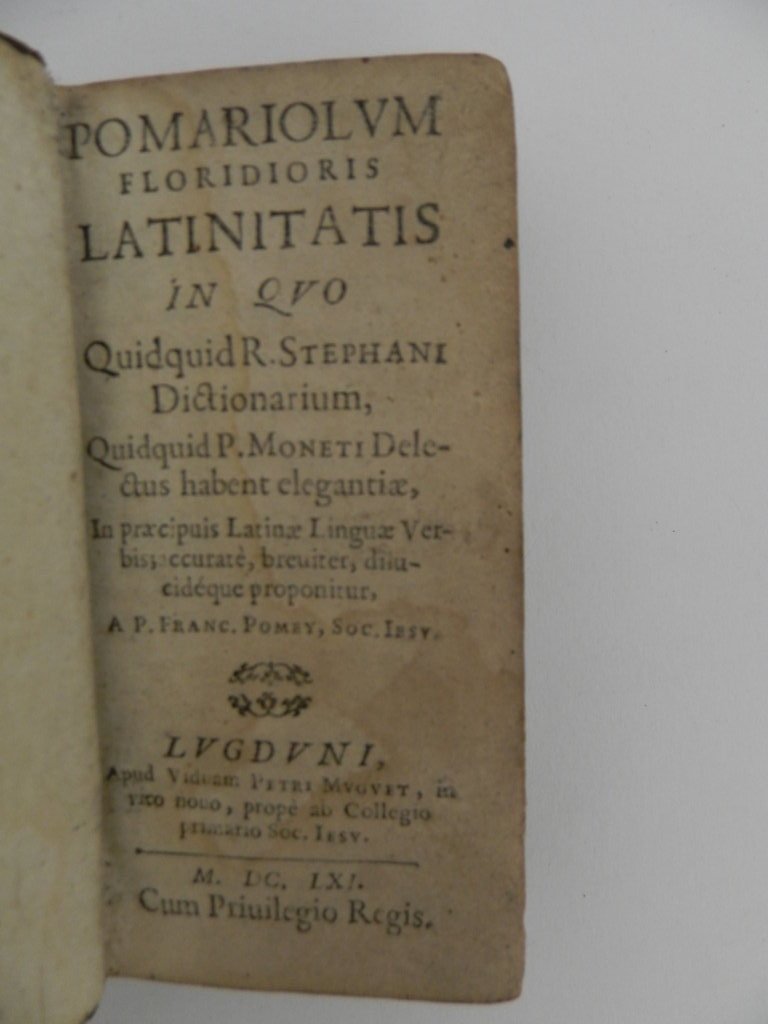 POMARIOLVM
FLORIDIORIS
LATINITATIS
IN QVO
Quidquid R. STEPHANI
Dictionarium,
Quidquid P. MONETI Dele-
ctus habent elegantiæ,
In præcipuis Latinæ Linguæ Ver-
bis, accuratè, breuiter, dilu-
cidéque proponitur,
A P. FRANC. POMEY, SOC. IESV.
LVGDVNI,
Apud Viduam PETRI MVGVET, in
vico nouo, propè ab Collegio
primario Soc. IESV.
M. DC. LXI.
Cum Priuilegio Regis.